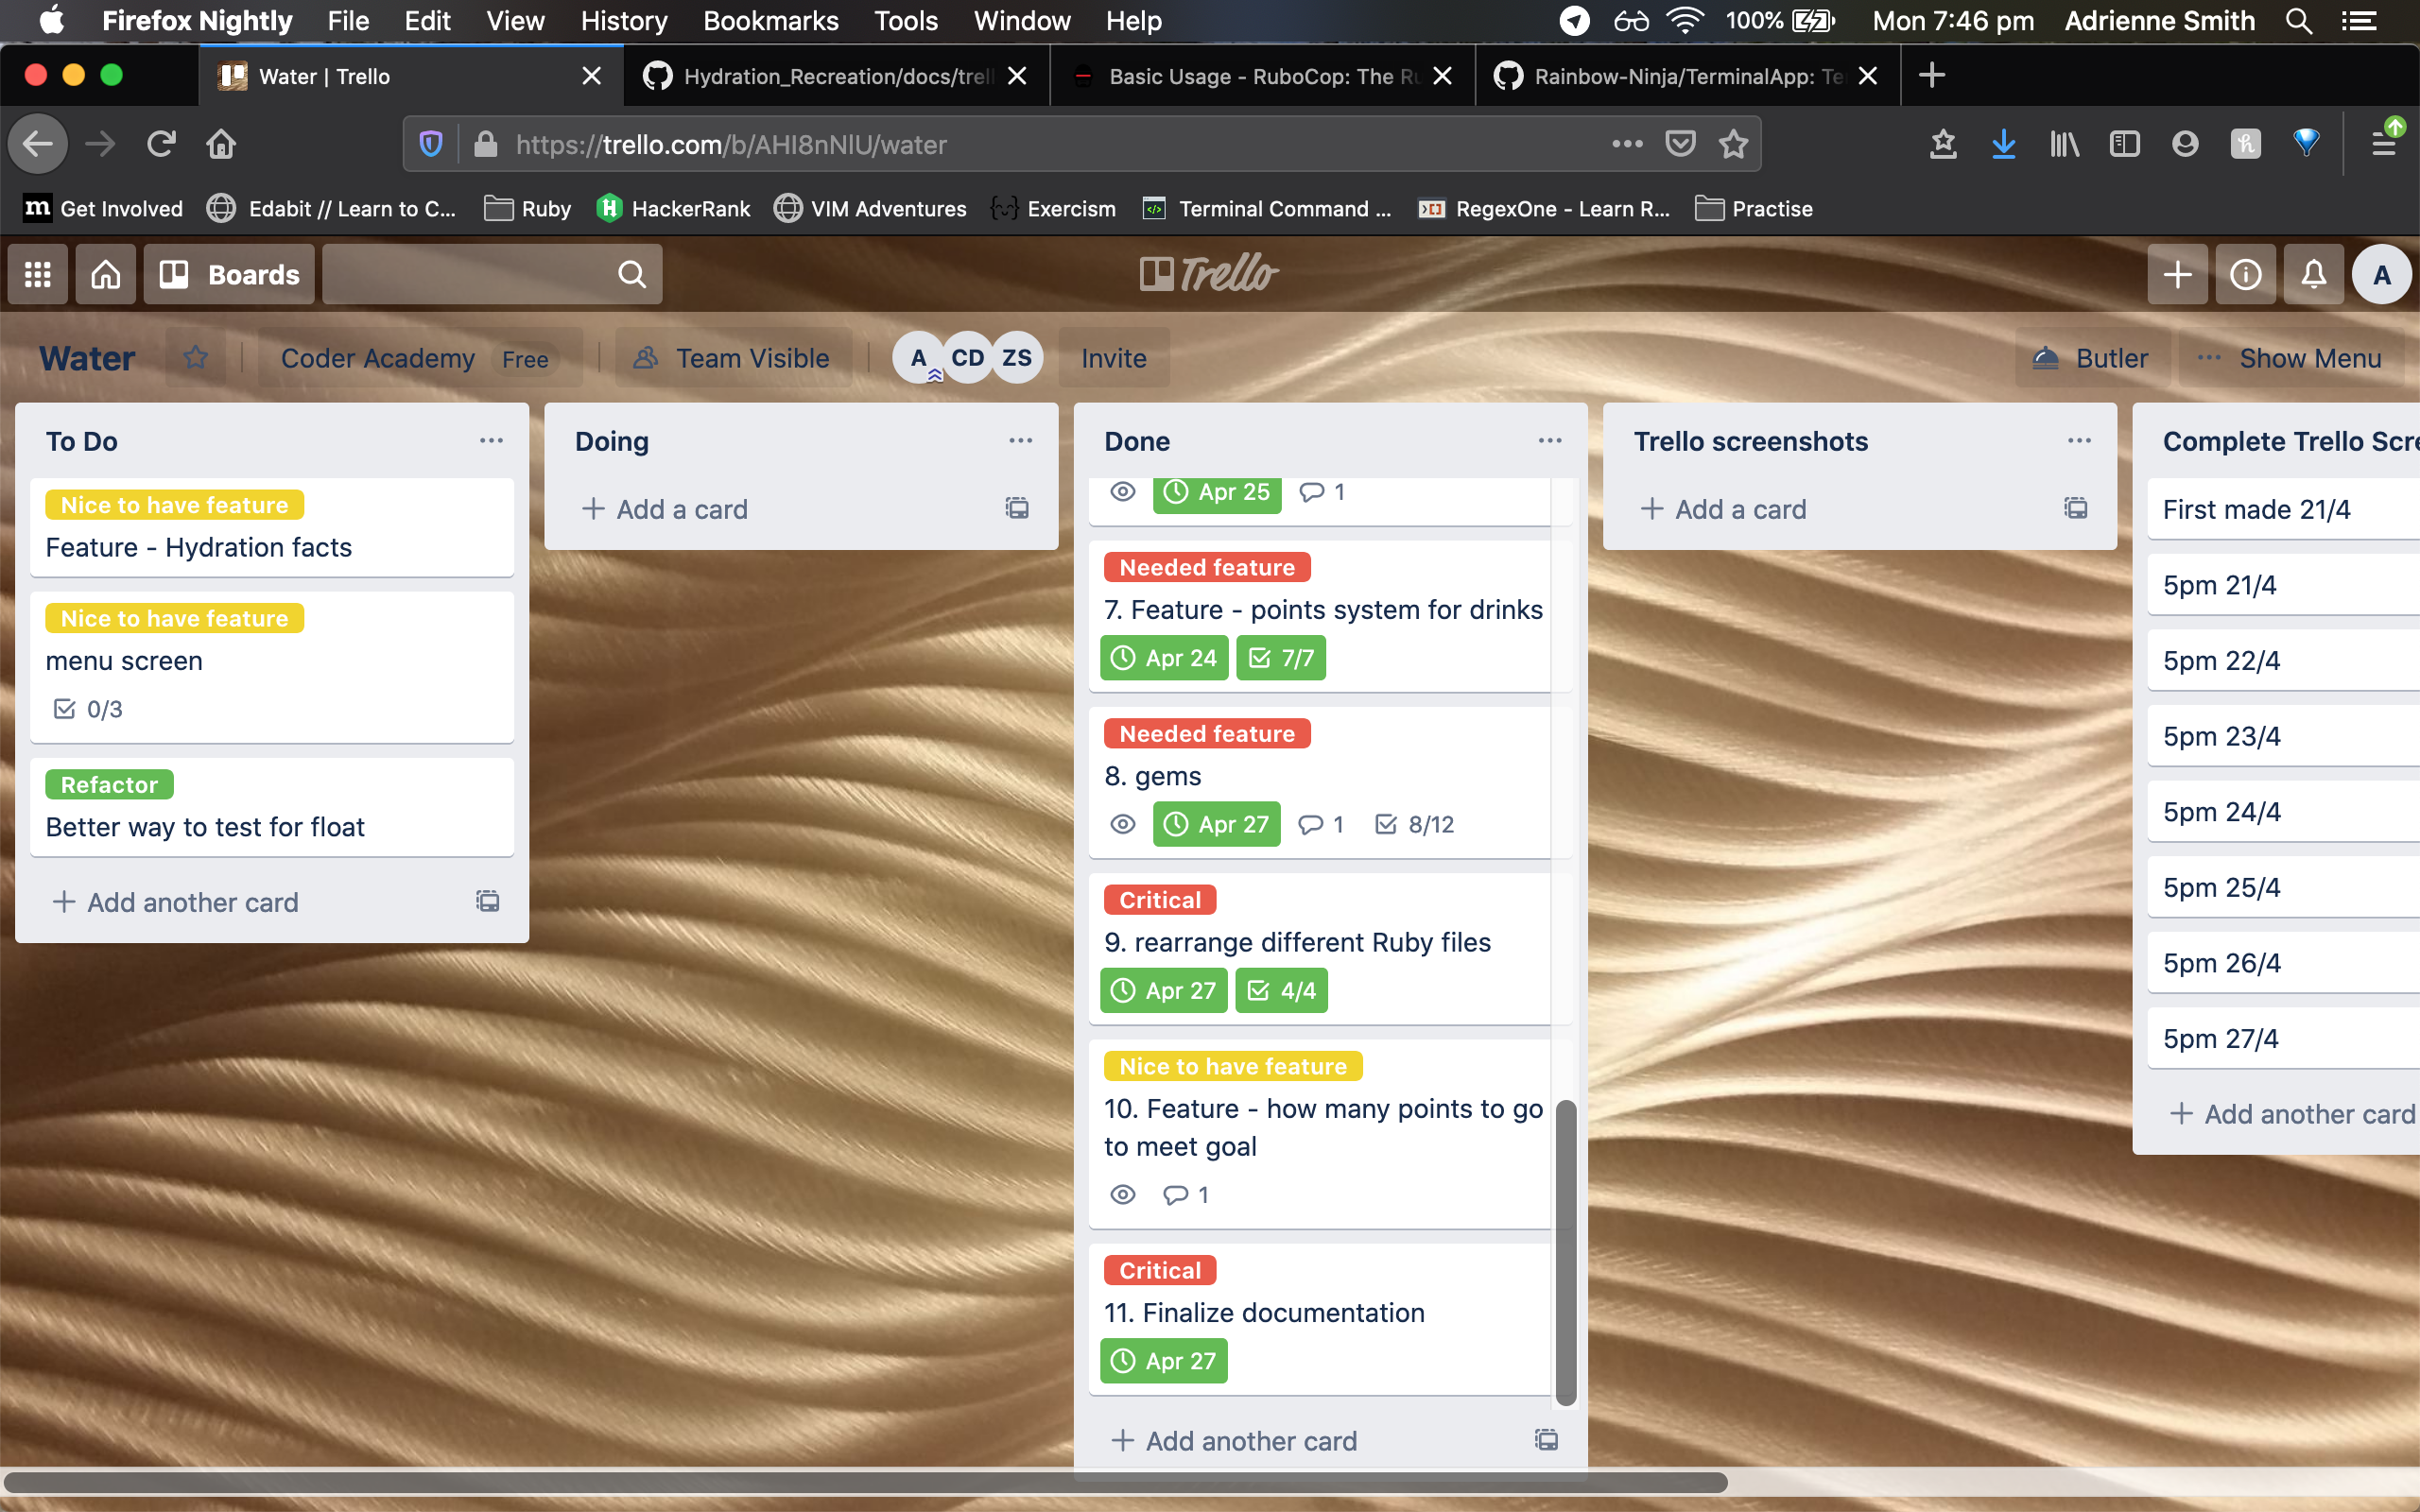 Firefox Nightly File Edit View History Bookmarks Tools Window Help 100% Mon 7:46 pm Adrienne Smith
Water | Trello Hydration_Recreation/docs/trell Basic Usage - RuboCop: The Ru Rainbow-Ninja/TerminalApp: Te
https://trello.com/b/AHI8nNlU/water
Get Involved Edabit // Learn to C... Ruby HackerRank VIM Adventures Exercism Terminal Command ... RegexOne - Learn R... Practise
Boards Trello A
Water Coder Academy Free Team Visible A CD ZS Invite Butler Show Menu
To Do
Nice to have feature
Feature - Hydration facts
Nice to have feature
menu screen
0/3
Refactor
Better way to test for float
Add another card
Doing
Add a card
Done
Apr 25 1
Needed feature
7. Feature - points system for drinks
Apr 24 7/7
Needed feature
8. gems
Apr 27 1 8/12
Critical
9. rearrange different Ruby files
Apr 27 4/4
Nice to have feature
10. Feature - how many points to go
to meet goal
1
Critical
11. Finalize documentation
Apr 27
Add another card
Trello screenshots
Add a card
Complete Trello Scre
First made 21/4
5pm 21/4
5pm 22/4
5pm 23/4
5pm 24/4
5pm 25/4
5pm 26/4
5pm 27/4
Add another card